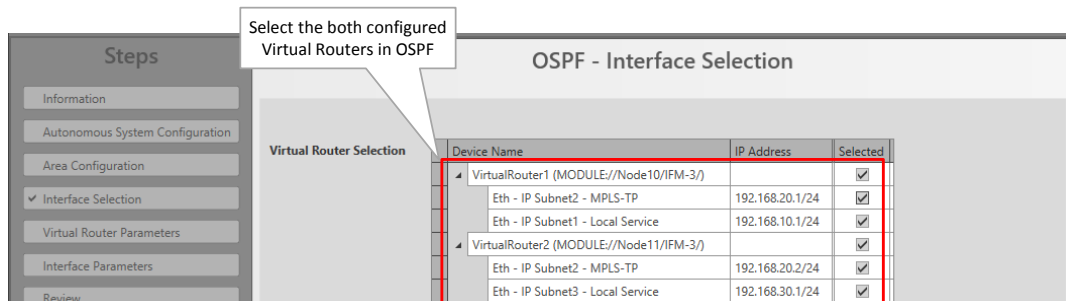 Select the both configured
Virtual Routers in OSPF
Steps
OSPF - Interface Selection
Information
Autonomous System Configuration
Area Configuration
Interface Selection
Virtual Router Parameters
Interface Parameters
Review
Virtual Router Selection
Device Name IP Address Selected
VirtualRouter1 (MODULE://Node10/IFM-3/)
Eth - IP Subnet2 - MPLS-TP 192.168.20.1/24
Eth - IP Subnet1 - Local Service 192.168.10.1/24
VirtualRouter2 (MODULE://Node11/IFM-3/)
Eth - IP Subnet2 - MPLS-TP 192.168.20.2/24
Eth - IP Subnet3 - Local Service 192.168.30.1/24